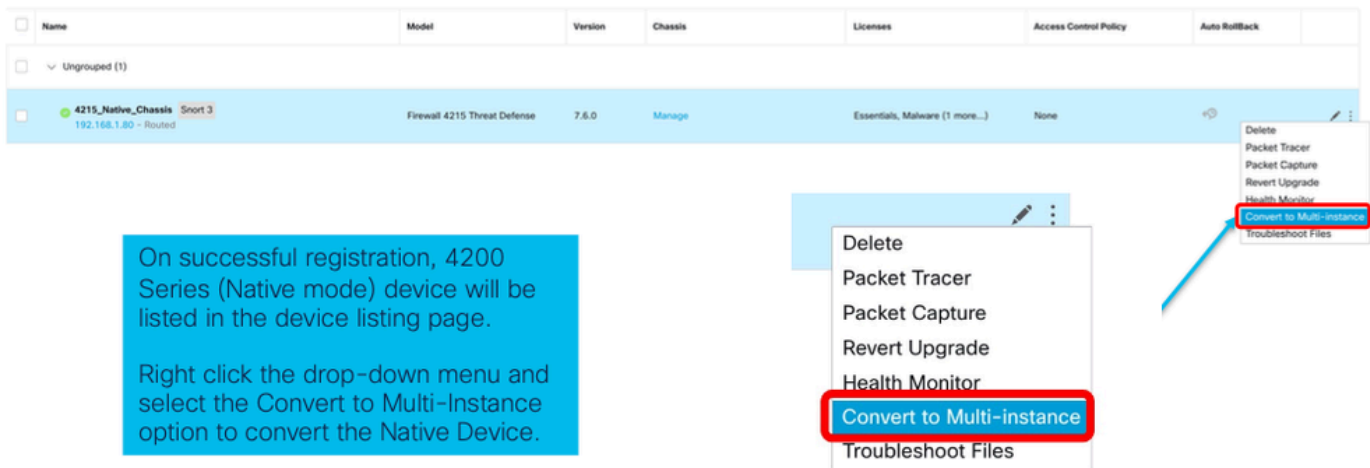 Name Model Version Chassis Licenses Access Control Policy Auto RollBack
Ungrouped (1)
4215_Native_Chassis Snort 3
192.168.1.80 - Routed
Firewall 4215 Threat Defense 7.6.0 Manage Essentials, Malware (1 more...) None
Delete
Packet Tracer
Packet Capture
Revert Upgrade
Health Monitor
Convert to Multi-instance
Troubleshoot Files
On successful registration, 4200
Series (Native mode) device will be
listed in the device listing page.
Right click the drop-down menu and
select the Convert to Multi-Instance
option to convert the Native Device.
Delete
Packet Tracer
Packet Capture
Revert Upgrade
Health Monitor
Convert to Multi-instance
Troubleshoot Files